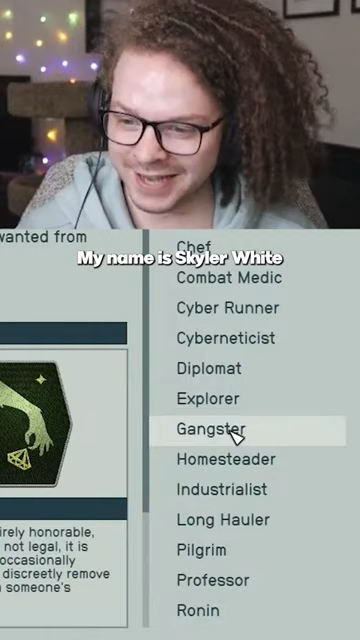 wanted from
Chef
My name is Skyler White
Combat Medic
Cyber Runner
Cyberneticist
Diplomat
Explorer
Gangster
Homesteader
Industrialist
Long Hauler
Pilgrim
Professor
Ronin
irely honorable,
not legal, it is
occasionally
discreetly remove
someone's